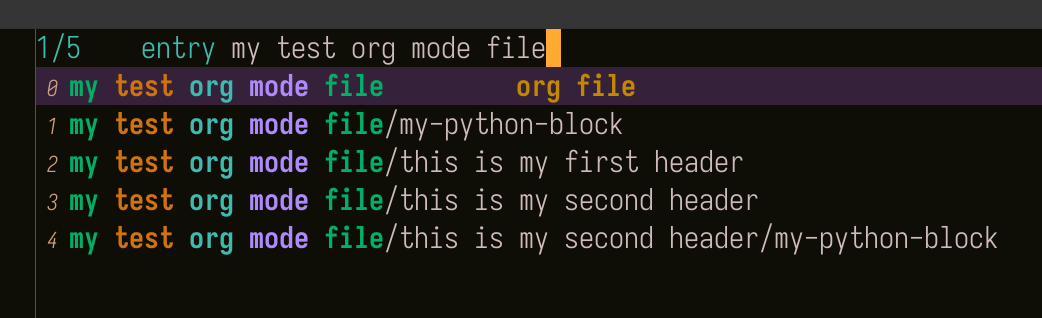 1/5 entry my test org mode file
0 my test org mode file org file
1 my test org mode file/my-python-block
2 my test org mode file/this is my first header
3 my test org mode file/this is my second header
4 my test org mode file/this is my second header/my-python-block